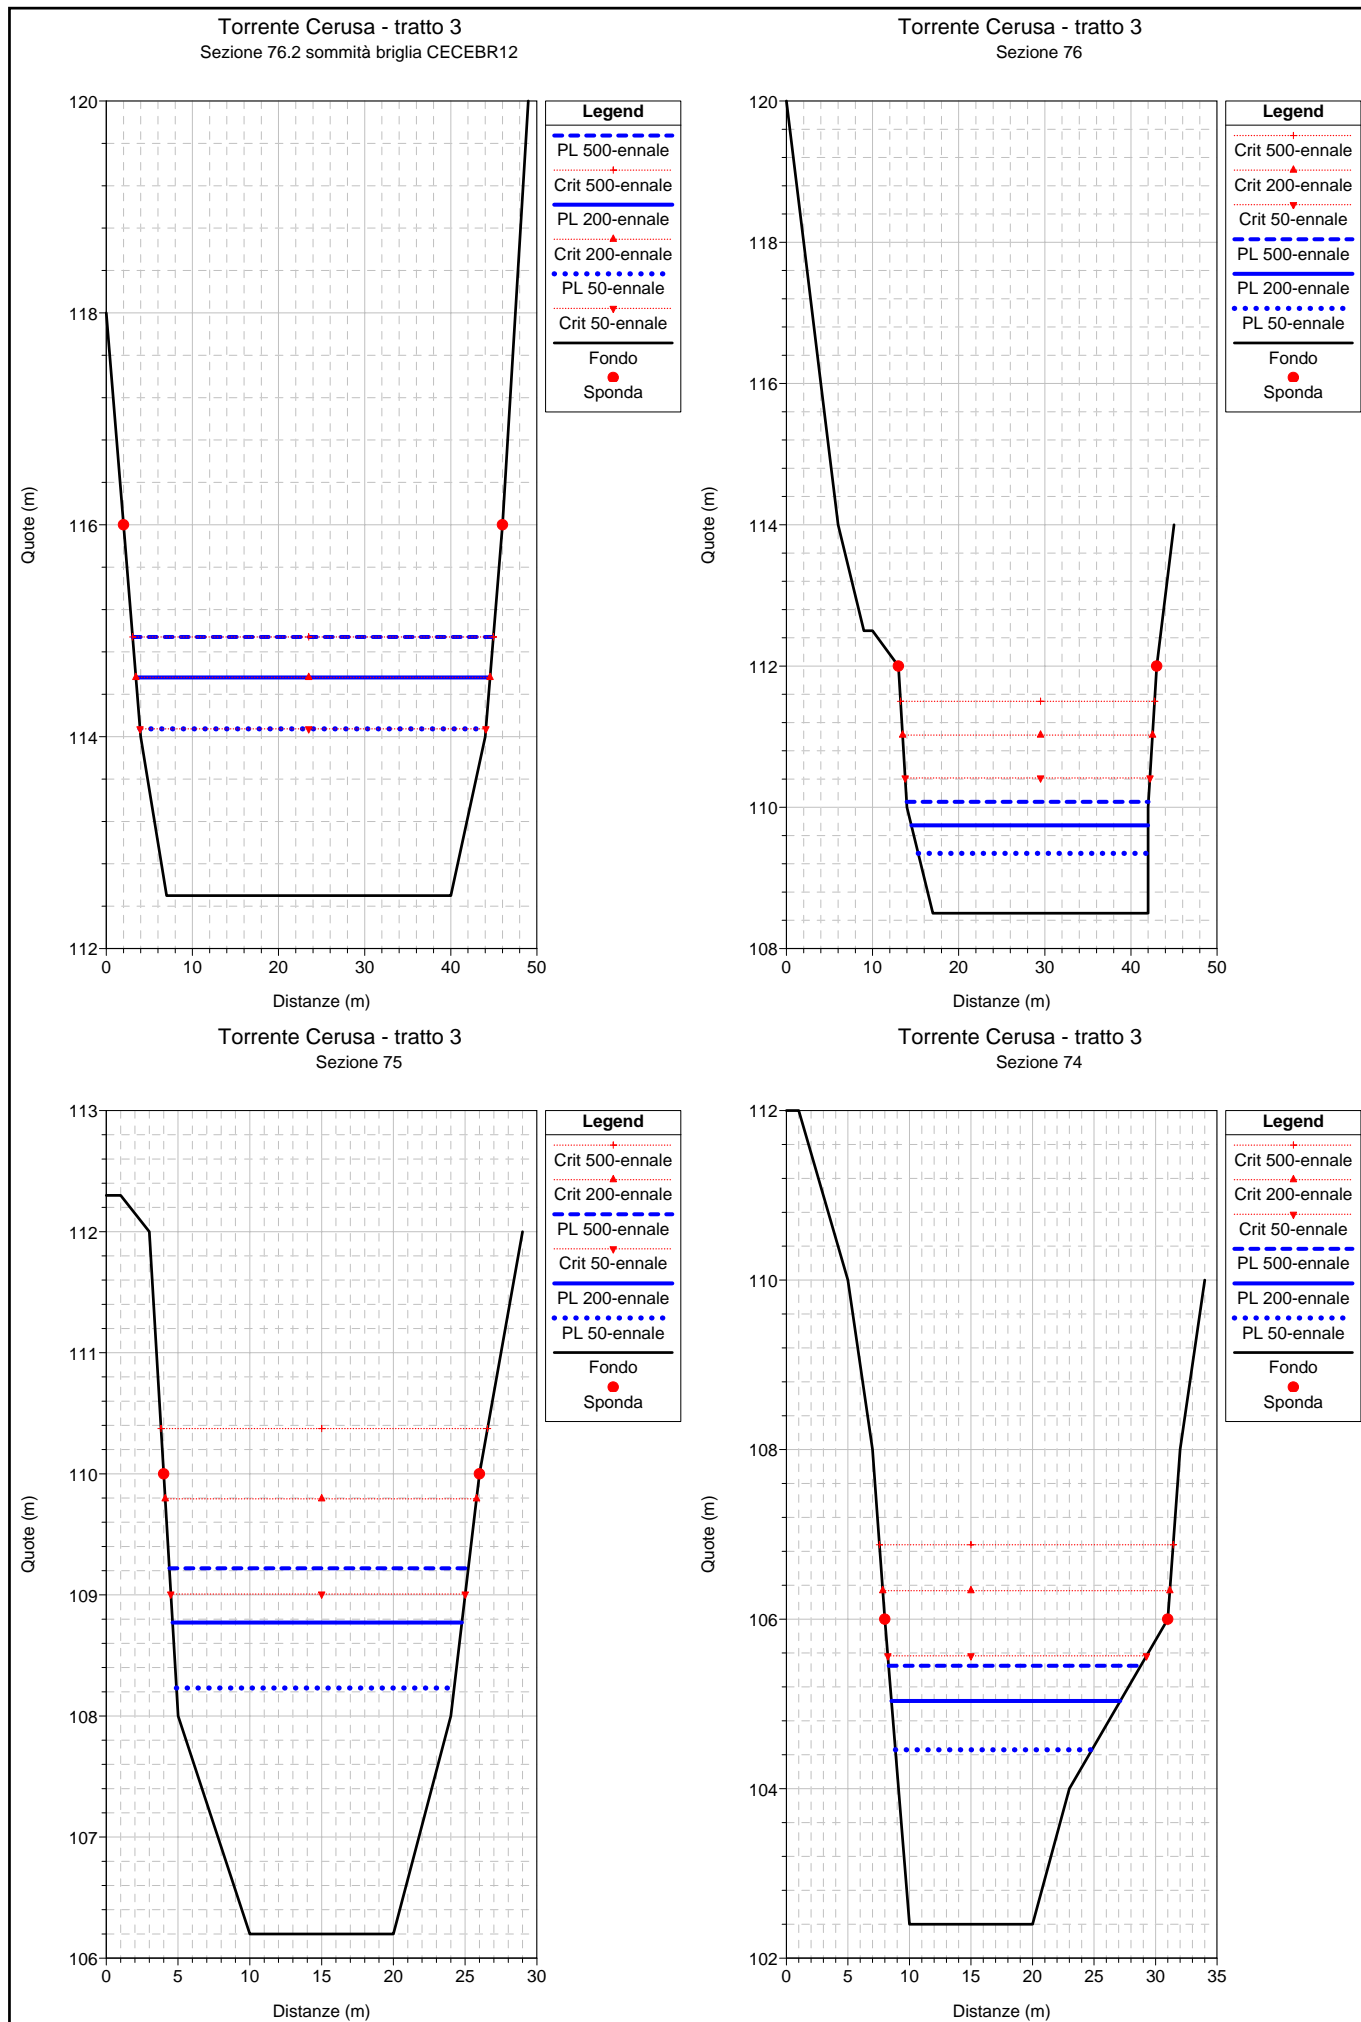 Torrente Cerusa - tratto 3
Sezione 76.2 sommità briglia CECEBR12
120
118
116
114
112
0
10
20
30
40
50
Quote (m)
Distanze (m)
Legend
PL 500-ennale
Crit 500-ennale
PL 200-ennale
Crit 200-ennale
PL 50-ennale
Crit 50-ennale
Fondo
Sponda
Torrente Cerusa - tratto 3
Sezione 76
120
118
116
114
112
110
108
0
10
20
30
40
50
Quote (m)
Distanze (m)
Legend
Crit 500-ennale
Crit 200-ennale
Crit 50-ennale
PL 500-ennale
PL 200-ennale
PL 50-ennale
Fondo
Sponda
Torrente Cerusa - tratto 3
Sezione 75
113
112
111
110
109
108
107
106
0
5
10
15
20
25
30
Quote (m)
Distanze (m)
Legend
Crit 500-ennale
Crit 200-ennale
PL 500-ennale
Crit 50-ennale
PL 200-ennale
PL 50-ennale
Fondo
Sponda
Torrente Cerusa - tratto 3
Sezione 74
112
110
108
106
104
102
0
5
10
15
20
25
30
35
Quote (m)
Distanze (m)
Legend
Crit 500-ennale
Crit 200-ennale
Crit 50-ennale
PL 500-ennale
PL 200-ennale
PL 50-ennale
Fondo
Sponda